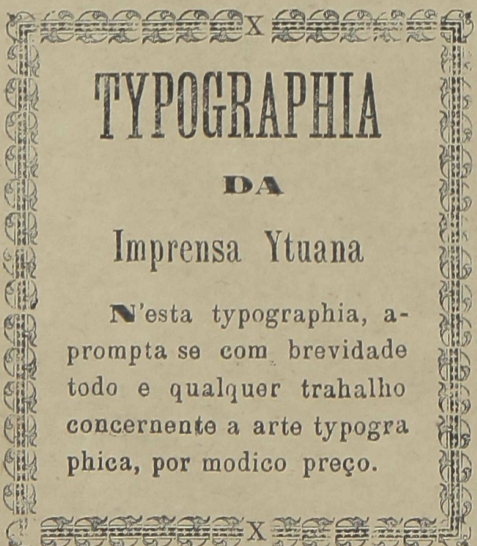 X
TYPOGRAPHIA
DA
Imprensa Ytuana
N'esta typographia, a-
prompta se com brevidade
todo e qualquer trahalho
concernente a arte typogra
phica, por modico preço.
X